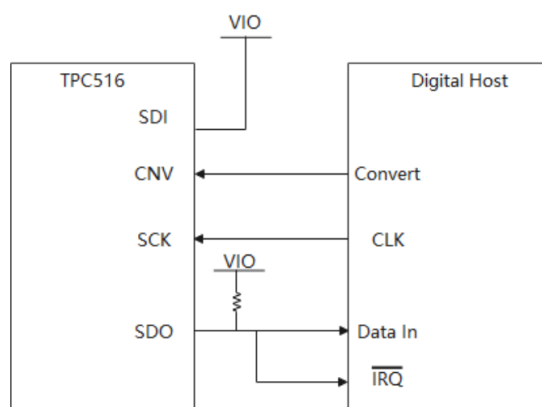 VIO
TPC516
Digital Host
SDI
CNV
Convert
SCK
CLK
VIO
SDO
Data In
IRQ